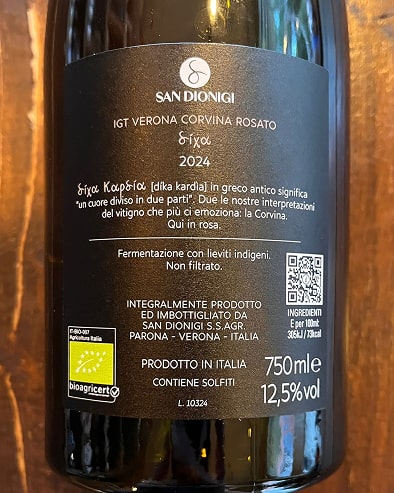 SAN DIONIGI
IGT VERONA CORVINA ROSATO
δίχα
2024
δίχα Καρδία [díka kardìa] in greco antico significa
“un cuore diviso in due parti”. Due le nostre interpretazioni
del vitigno che più ci emoziona: la Corvina.
Qui in rosa.
Fermentazione con lieviti indigeni.
Non filtrato.
INTEGRALMENTE PRODOTTO
ED IMBOTTIGLIATO DA
SAN DIONIGI S.S.AGR.
PARONA - VERONA - ITALIA
INGREDIENTI
E per 100ml:
305kJ / 73kcal
IT-BIO-007
Agricoltura Italia
bioagricert
PRODOTTO IN ITALIA
CONTIENE SOLFITI
750 ml e
12,5%vol
L. 10324